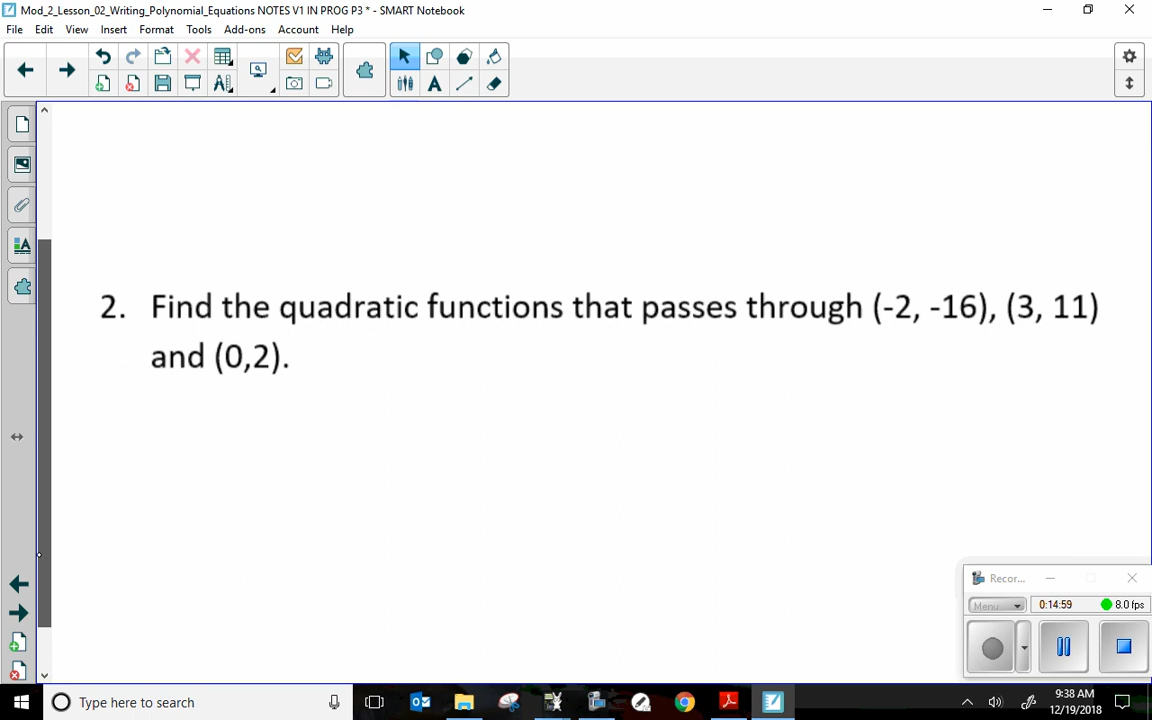 Mod_2_Lesson_02_Writing_Polynomial_Equations NOTES V1 IN PROG P3 * - SMART Notebook
File Edit View Insert Format Tools Add-ons Account Help
2. Find the quadratic functions that passes through (-2, -16), (3, 11)
and (0,2).
Recor...
Menu 0:14:59 8.0 fps
Type here to search
9:38 AM
12/19/2018